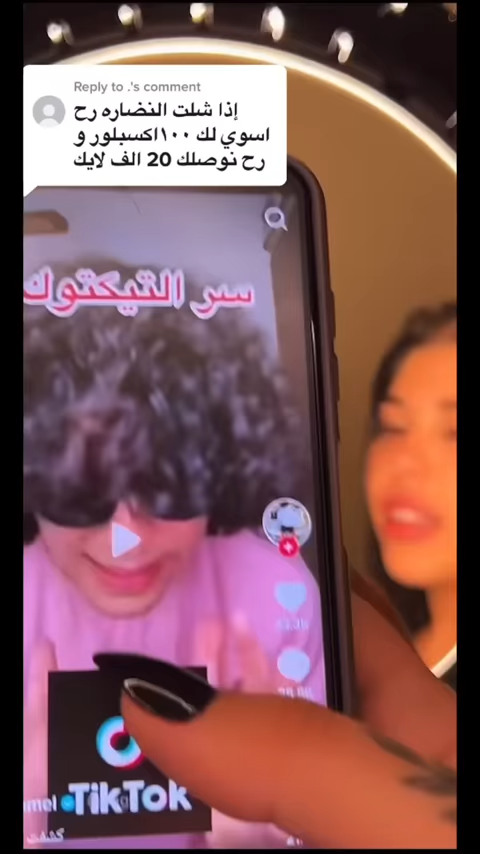 Reply to .'s comment
إذا شلت النضاره رح
اسوي لك ١٠٠اكسبلور و
رح نوصلك 20 الف لايك
سر التيكتوك
TikTok